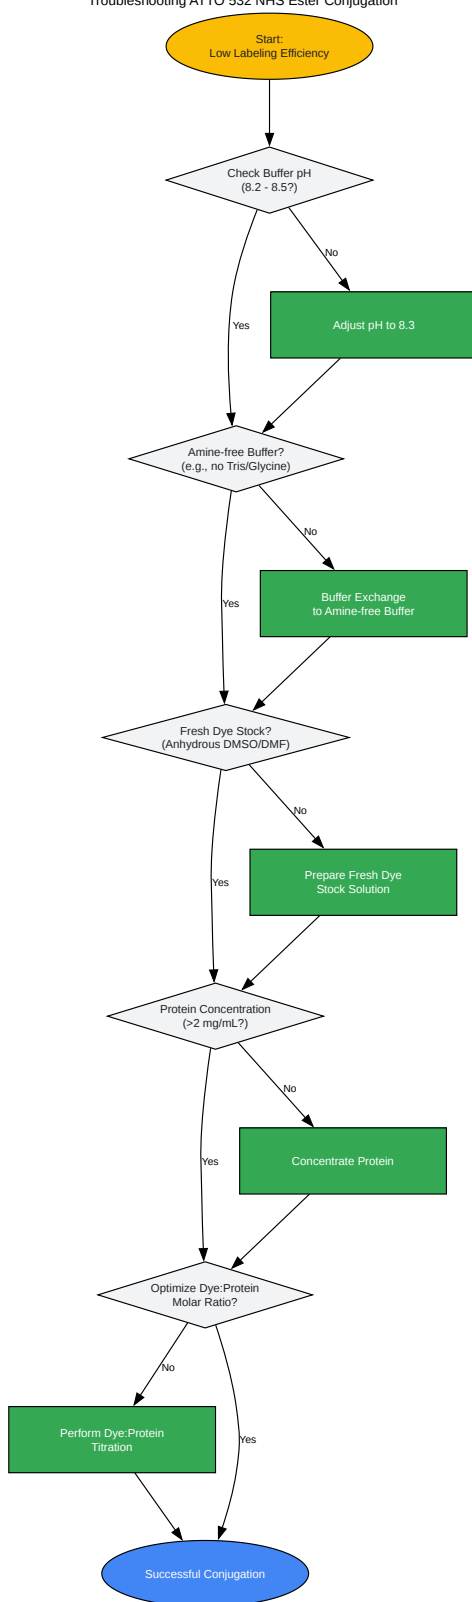 Troubleshooting ATTO 532 NHS Ester Conjugation
Start:
Low Labeling Efficiency
Check Buffer pH
(8.2 - 8.5?)
No
Adjust pH to 8.3
Yes
Amine-free Buffer?
(e.g., no Tris/Glycine)
No
Buffer Exchange
to Amine-free Buffer
Yes
Fresh Dye Stock?
(Anhydrous DMSO/DMF)
No
Prepare Fresh Dye
Stock Solution
Yes
Protein Concentration
(>2 mg/mL?)
No
Concentrate Protein
Yes
Optimize Dye:Protein
Molar Ratio?
No
Perform Dye:Protein
Titration
Yes
Successful Conjugation